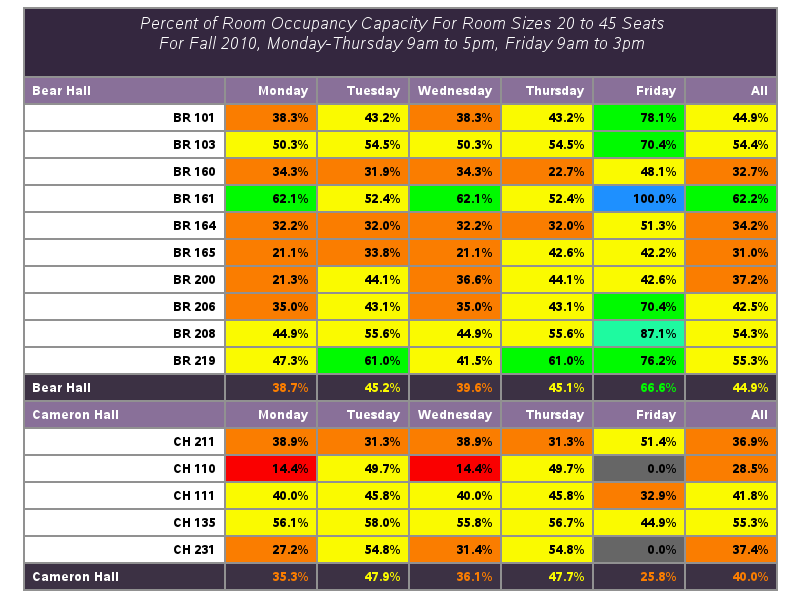 Percent of Room Occupancy Capacity For Room Sizes 20 to 45 Seats
For Fall 2010, Monday-Thursday 9am to 5pm, Friday 9am to 3pm
Bear Hall Monday Tuesday Wednesday Thursday Friday All
BR 101 38.3% 43.2% 38.3% 43.2% 78.1% 44.9%
BR 103 50.3% 54.5% 50.3% 54.5% 70.4% 54.4%
BR 160 34.3% 31.9% 34.3% 22.7% 48.1% 32.7%
BR 161 62.1% 52.4% 62.1% 52.4% 100.0% 62.2%
BR 164 32.2% 32.0% 32.2% 32.0% 51.3% 34.2%
BR 165 21.1% 33.8% 21.1% 42.6% 42.2% 31.0%
BR 200 21.3% 44.1% 36.6% 44.1% 42.6% 37.2%
BR 206 35.0% 43.1% 35.0% 43.1% 70.4% 42.5%
BR 208 44.9% 55.6% 44.9% 55.6% 87.1% 54.3%
BR 219 47.3% 61.0% 41.5% 61.0% 76.2% 55.3%
Bear Hall 38.7% 45.2% 39.6% 45.1% 66.6% 44.9%
Cameron Hall Monday Tuesday Wednesday Thursday Friday All
CH 211 38.9% 31.3% 38.9% 31.3% 51.4% 36.9%
CH 110 14.4% 49.7% 14.4% 49.7% 0.0% 28.5%
CH 111 40.0% 45.8% 40.0% 45.8% 32.9% 41.8%
CH 135 56.1% 58.0% 55.8% 56.7% 44.9% 55.3%
CH 231 27.2% 54.8% 31.4% 54.8% 0.0% 37.4%
Cameron Hall 35.3% 47.9% 36.1% 47.7% 25.8% 40.0%